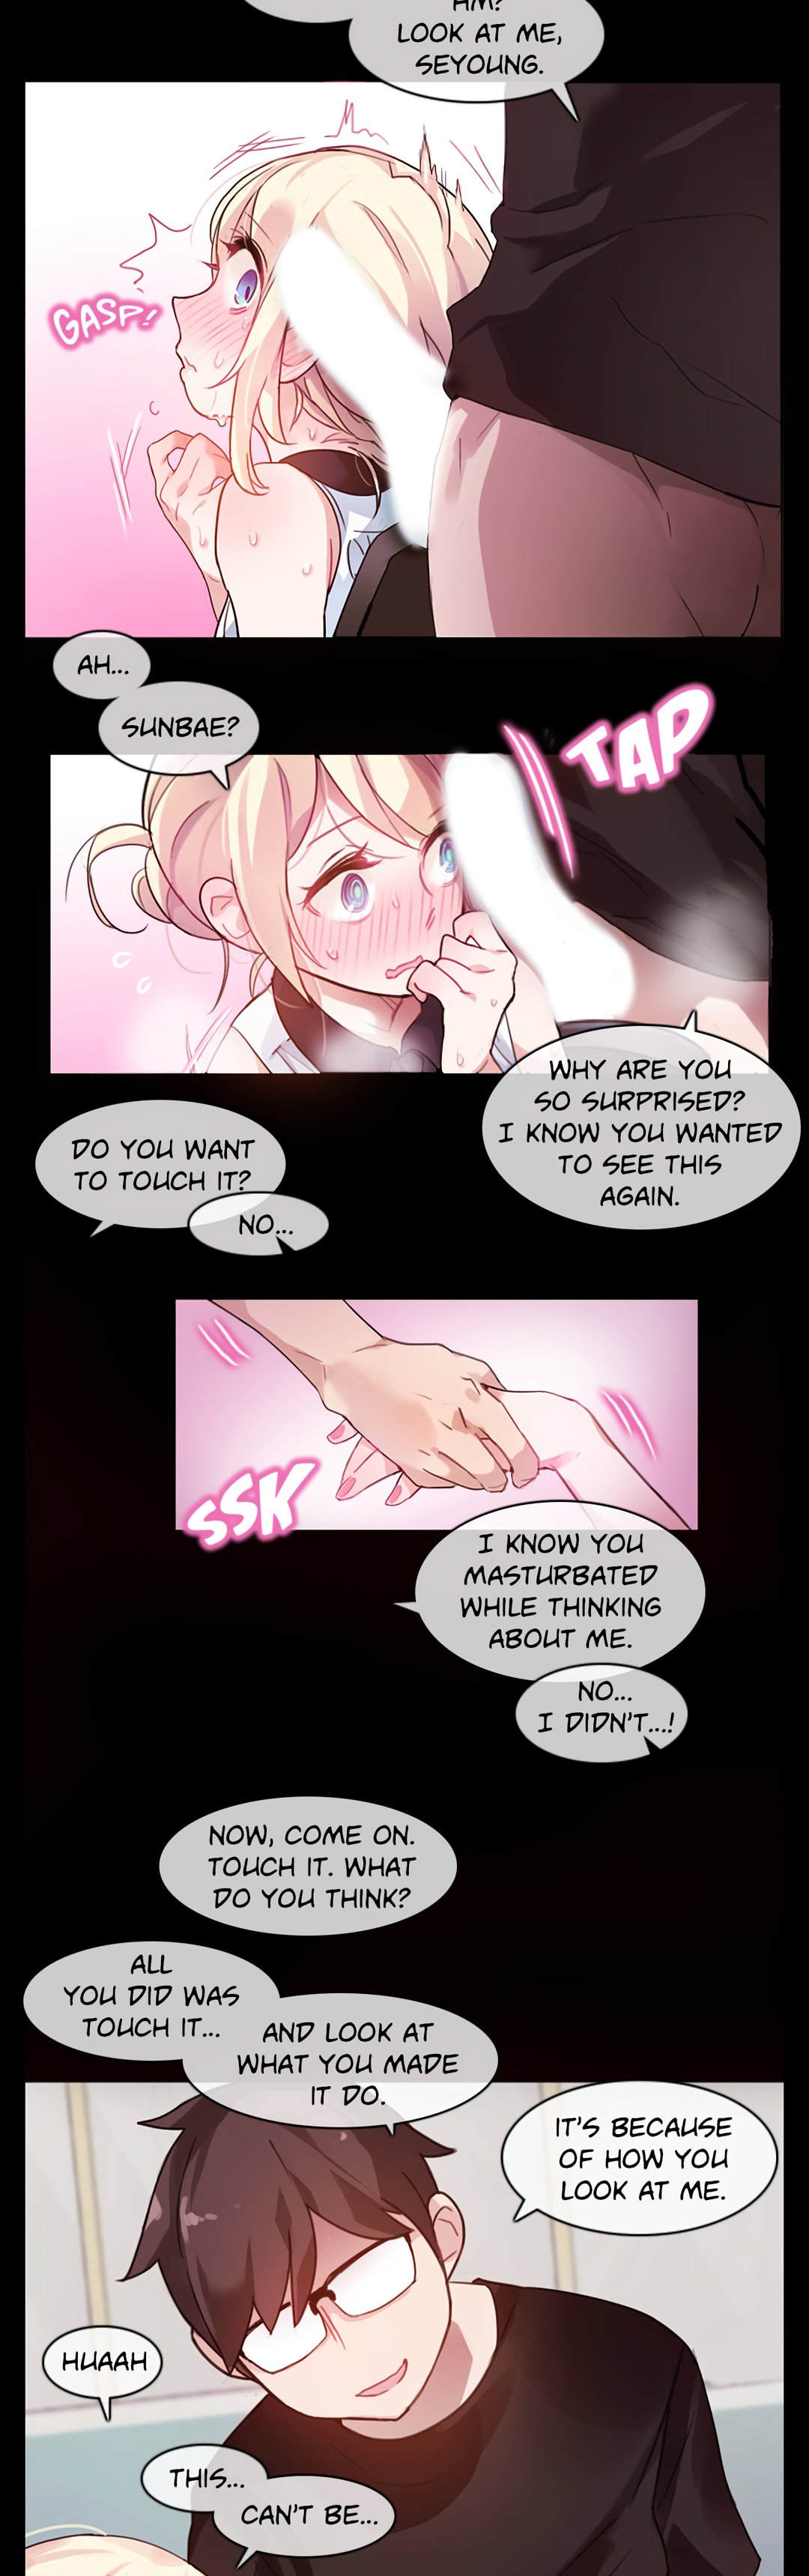 HM?
LOOK AT ME,
SEYOUNG.
GASP!
AH...
SUNBAE?
TAP
WHY ARE YOU
SO SURPRISED?
I KNOW YOU WANTED
TO SEE THIS
AGAIN.
DO YOU WANT
TO TOUCH IT?
NO...
SSK
I KNOW YOU
MASTURBATED
WHILE THINKING
ABOUT ME.
NO...
I DIDN'T...!
NOW, COME ON.
TOUCH IT. WHAT
DO YOU THINK?
ALL
YOU DID WAS
TOUCH IT...
AND LOOK AT
WHAT YOU MADE
IT DO.
IT'S BECAUSE
OF HOW YOU
LOOK AT ME.
HUAAH
THIS...
CAN'T BE...